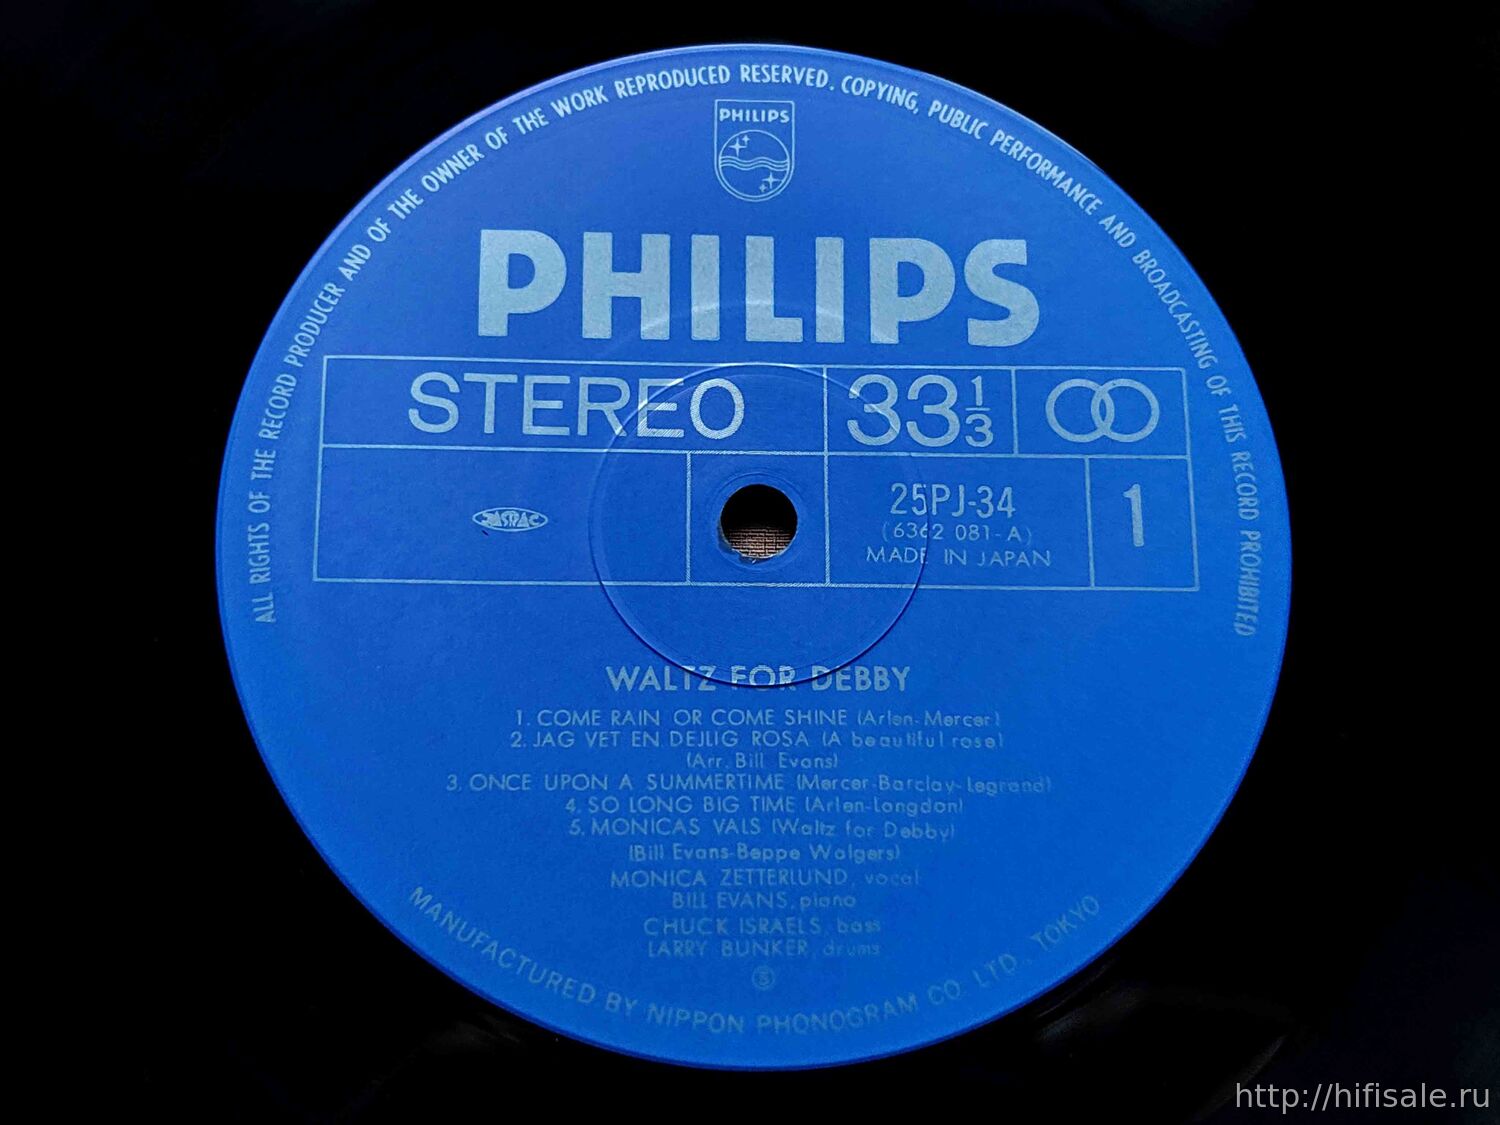 ALL RIGHTS OF THE RECORD PRODUCER AND OF THE OWNER OF THE WORK REPRODUCED RESERVED. COPYING, PUBLIC PERFORMANCE AND BROADCASTING OF THIS RECORD PROHIBITED
PHILIPS
PHILIPS
STEREO 33 1/3
JASRAC
25PJ-34
(6362 081-A)
MADE IN JAPAN
1
WALTZ FOR DEBBY
1. COME RAIN OR COME SHINE (Arlen-Mercer)
2. JAG VET EN DEJLIG ROSA (A beautiful rose)
(Arr. Bill Evans)
3. ONCE UPON A SUMMERTIME (Mercer-Barclay-Legrand)
4. SO LONG BIG TIME (Arlen-Langdon)
5. MONICAS VALS (Waltz for Debby)
(Bill Evans-Beppe Wolgers)
MONICA ZETTERLUND, vocal
BILL EVANS, piano
CHUCK ISRAELS, bass
LARRY BUNKER, drums
MANUFACTURED BY NIPPON PHONOGRAM CO. LTD., TOKYO
http://hifisale.ru